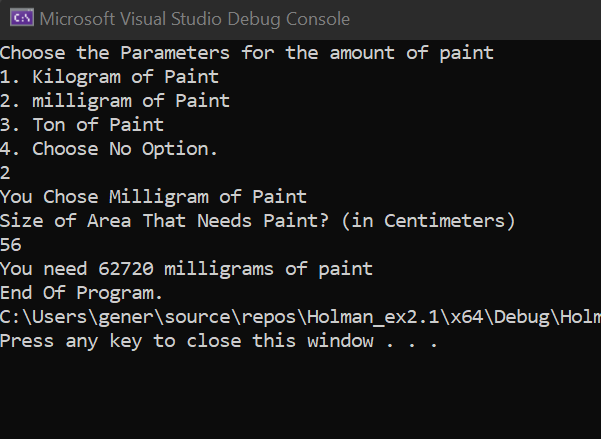 Microsoft Visual Studio Debug Console
Choose the Parameters for the amount of paint
1. Kilogram of Paint
2. milligram of Paint
3. Ton of Paint
4. Choose No Option.
2
You Chose Milligram of Paint
Size of Area That Needs Paint? (in Centimeters)
56
You need 62720 milligrams of paint
End Of Program.
C:\Users\gener\source\repos\Holman_ex2.1\x64\Debug\Holm
Press any key to close this window . . .